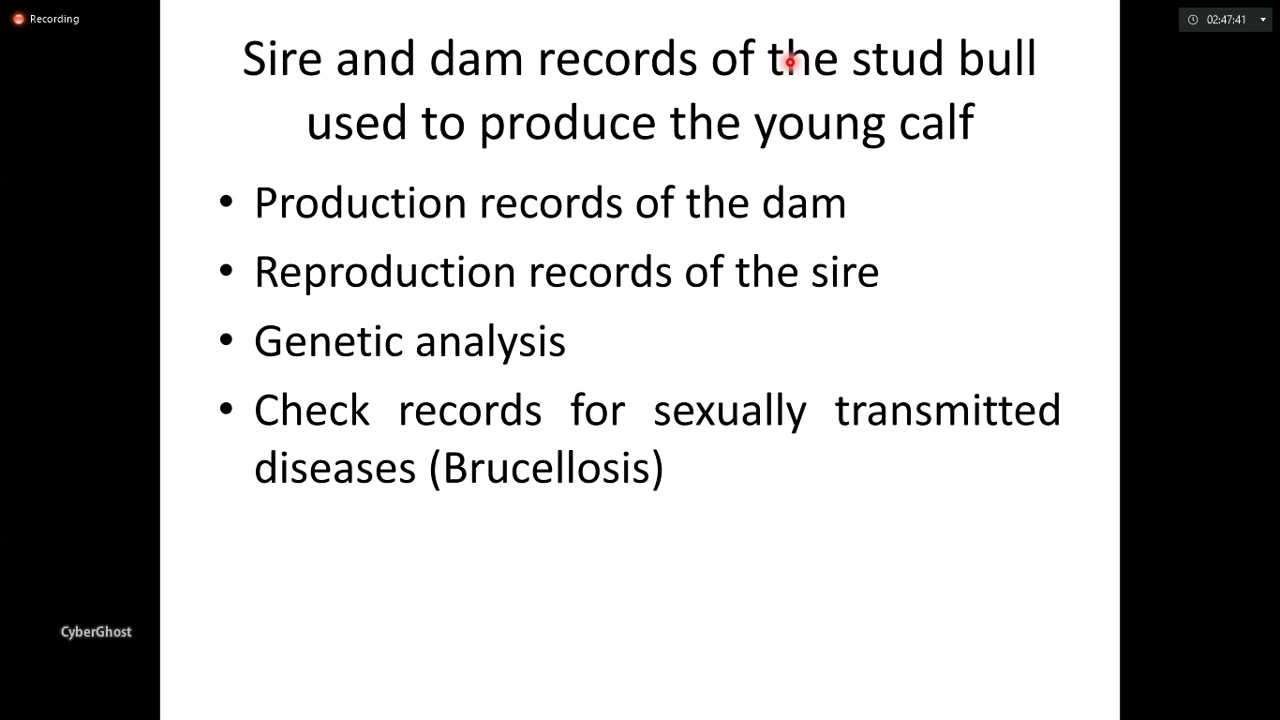 Recording
02:47:41
Sire and dam records of the stud bull
used to produce the young calf
• Production records of the dam
• Reproduction records of the sire
• Genetic analysis
• Check records for sexually transmitted
diseases (Brucellosis)
CyberGhost